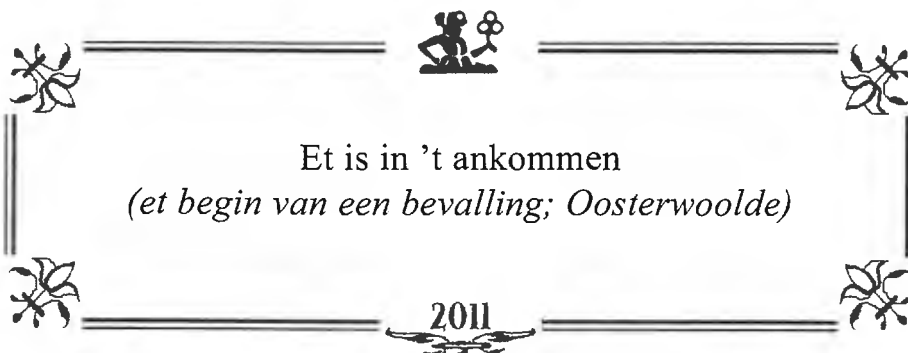 Et is in ’t ankommen
(et begin van een bevalling; Oosterwoolde)
2011